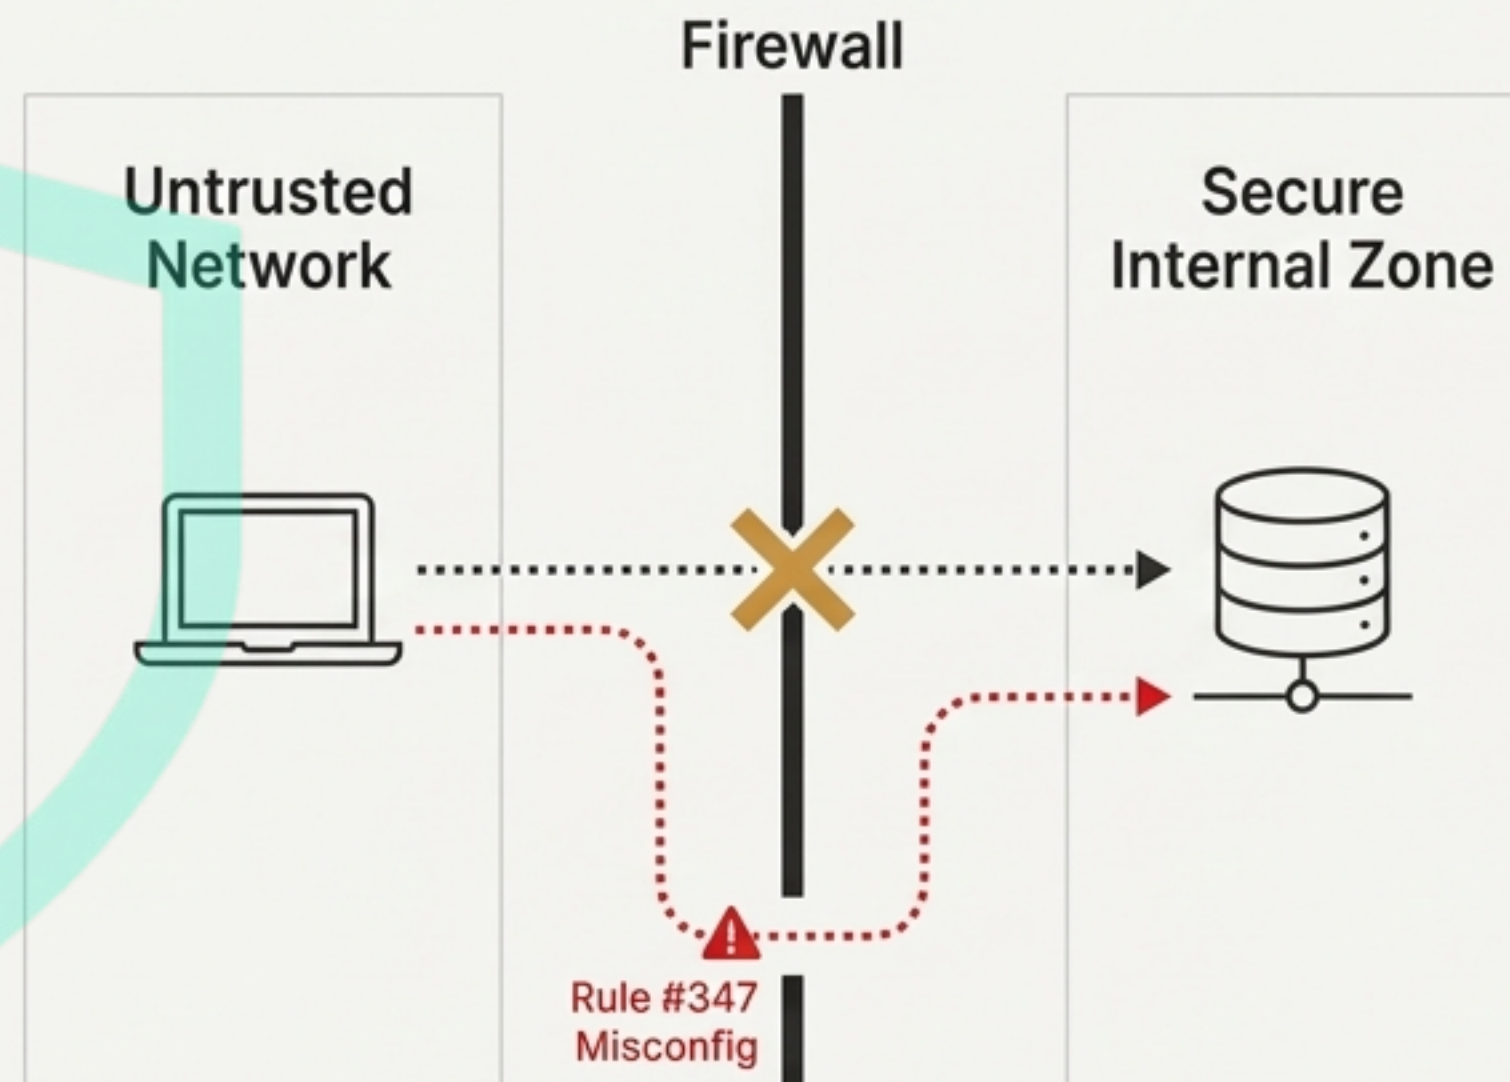 Firewall
Untrusted
Network
Secure
Internal Zone
Rule #347
Misconfig